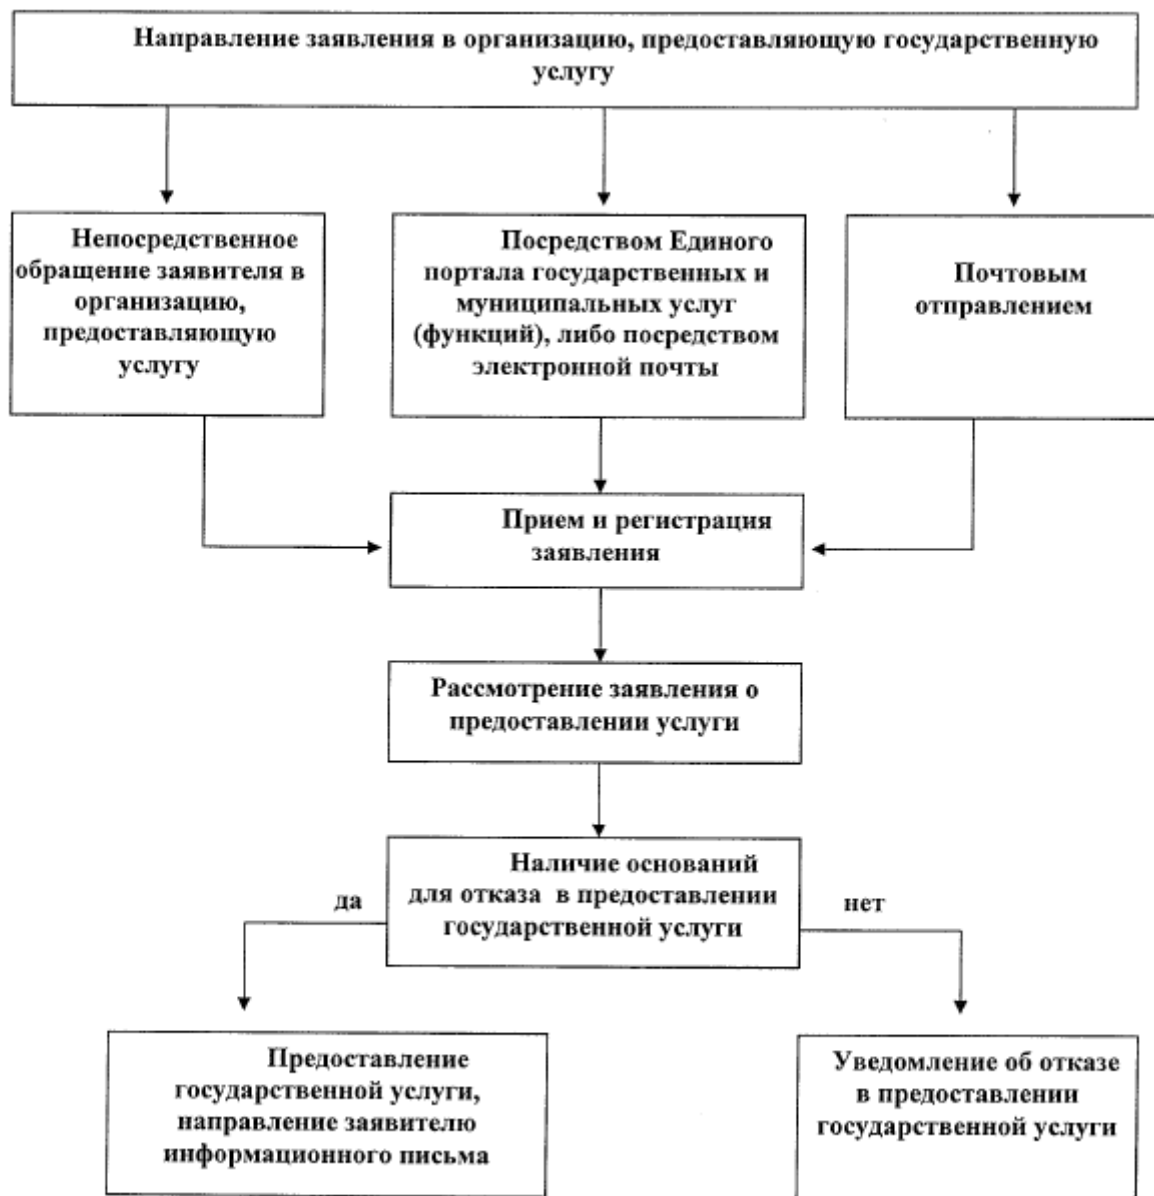 Направление заявления в организацию, предоставляющую государственную
услугу
Непосредственное
обращение заявителя в
организацию,
предоставляющую
услугу
Посредством Единого
портала государственных и
муниципальных услуг
(функций), либо посредством
электронной почты
Почтовым
отправлением
Прием и регистрация
заявления
Рассмотрение заявления о
предоставлении услуги
Наличие оснований
для отказа в предоставлении
государственной услуги
да
нет
Предоставление
государственной услуги,
направление заявителю
информационного письма
Уведомление об отказе
в предоставлении
государственной услуги